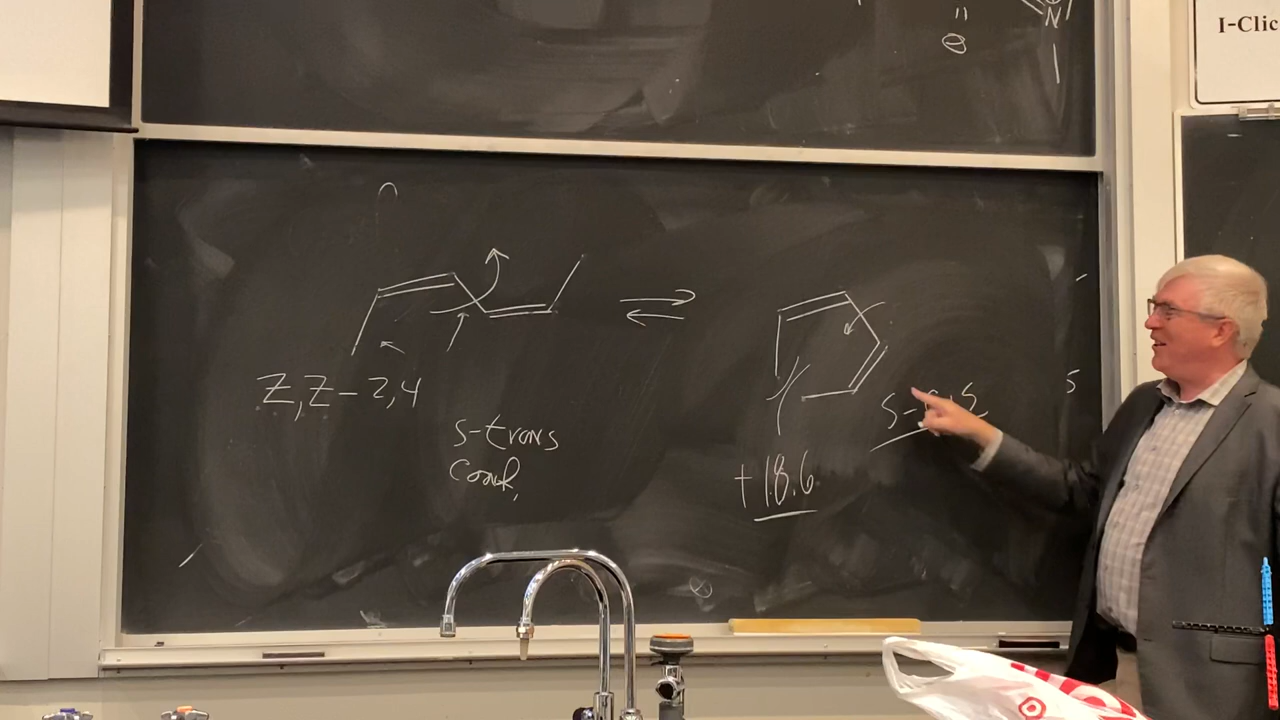 I-Clic
N
Z,Z-2,4
s-trans
conf.
s-cis
+18.6
s